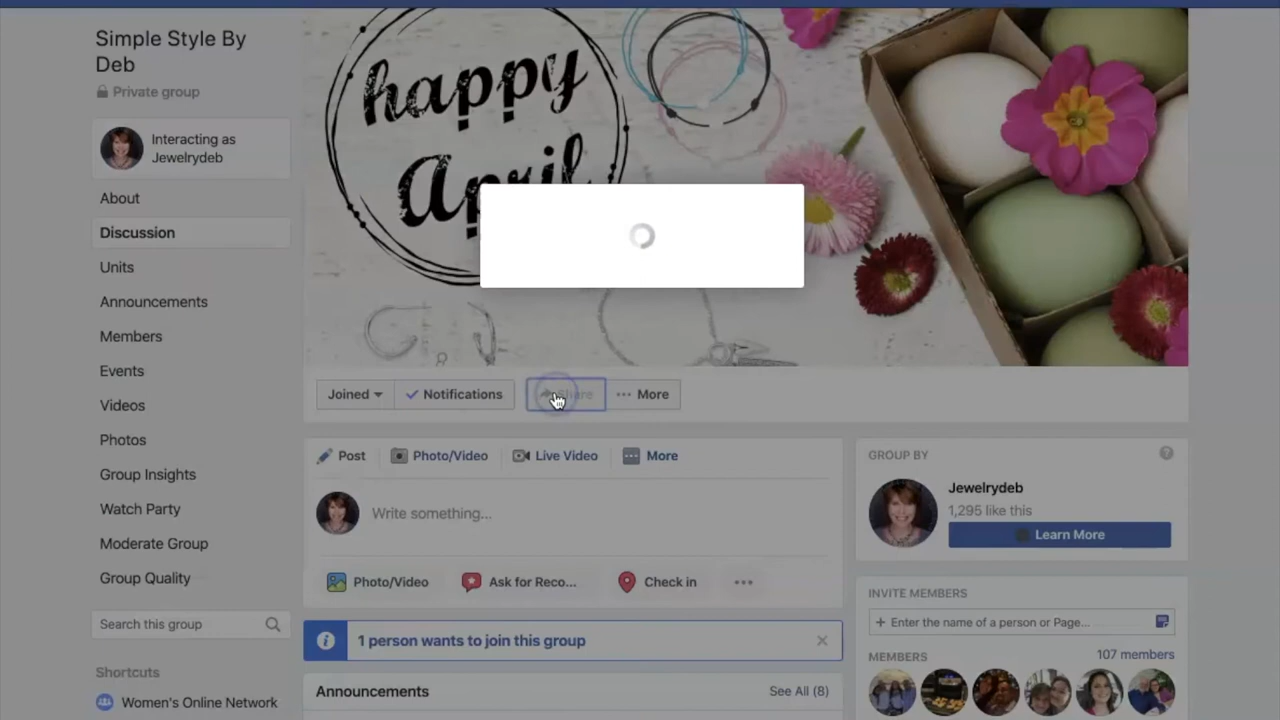 Simple Style By
Deb
Private group
Interacting as
Jewelrydeb
About
Discussion
Units
Announcements
Members
Events
Videos
Photos
Group Insights
Watch Party
Moderate Group
Group Quality
Search this group
Shortcuts
Women's Online Network
happy
April
Joined
Notifications
Share
More
Post
Photo/Video
Live Video
More
Write something...
Photo/Video
Ask for Reco...
Check in
1 person wants to join this group
Announcements
See All (8)
GROUP BY
Jewelrydeb
1,295 like this
Learn More
INVITE MEMBERS
+ Enter the name of a person or Page...
MEMBERS
107 members